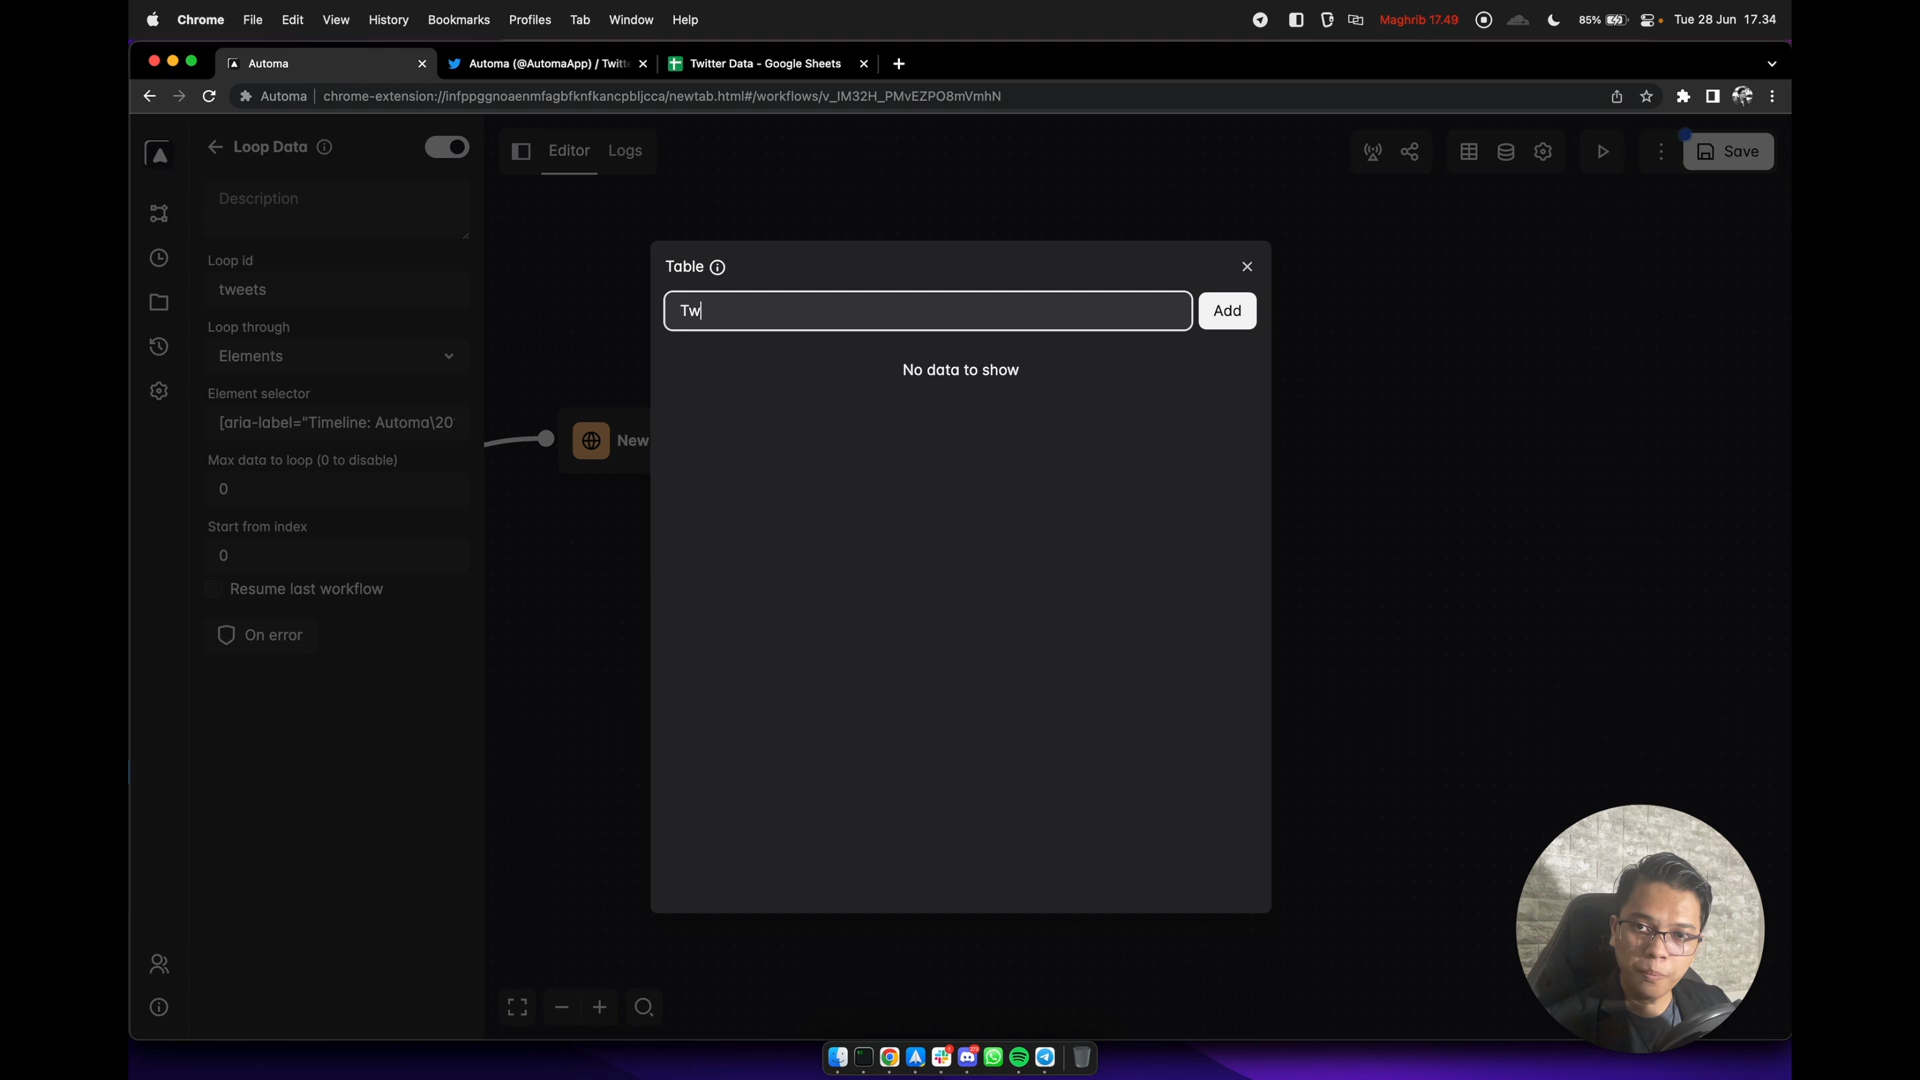 Chrome File Edit View History Bookmarks Profiles Tab Window Help Maghrib 17.49 85% Tue 28 Jun 17.34
Automa Automa (@AutomaApp) / Twitte Twitter Data - Google Sheets
Automa chrome-extension://infppggnoaenmfagbfknfkancpbljcca/newtab.html#/workflows/v_IM32H_PMvEZPO8mVmhN
Loop Data
Editor Logs
Save
Description
Loop id
tweets
Loop through
Elements
Element selector
[aria-label="Timeline: Automa\20
Max data to loop (0 to disable)
0
Start from index
0
Resume last workflow
On error
New
Table
Tw
Add
No data to show